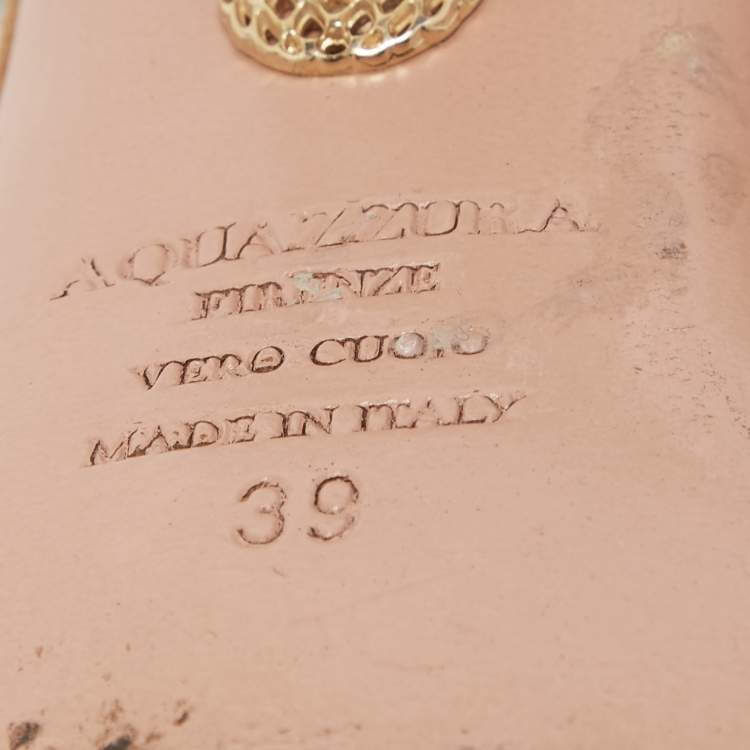 AQUAZZURA
FIRENZE
VERO CUOIO
MADE IN ITALY
39